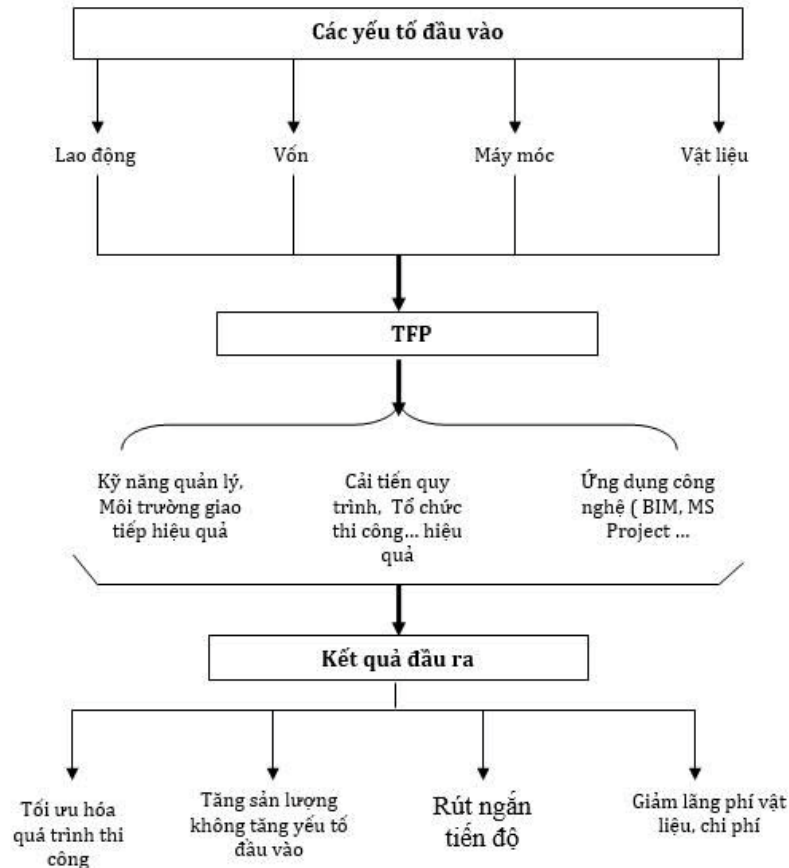 Các yếu tố đầu vào
Lao động
Vốn
Máy móc
Vật liệu
TFP
Kỹ năng quản lý,
Môi trường giao
tiếp hiệu quả
Cải tiến quy
trình, Tổ chức
thi công... hiệu
quả
Ứng dụng công
nghệ ( BIM, MS
Project ...
Kết quả đầu ra
Tối ưu hóa
quá trình thi
công
Tăng sản lượng
không tăng yếu tố
đầu vào
Rút ngắn
tiến độ
Giảm lãng phí vật
liệu, chi phí